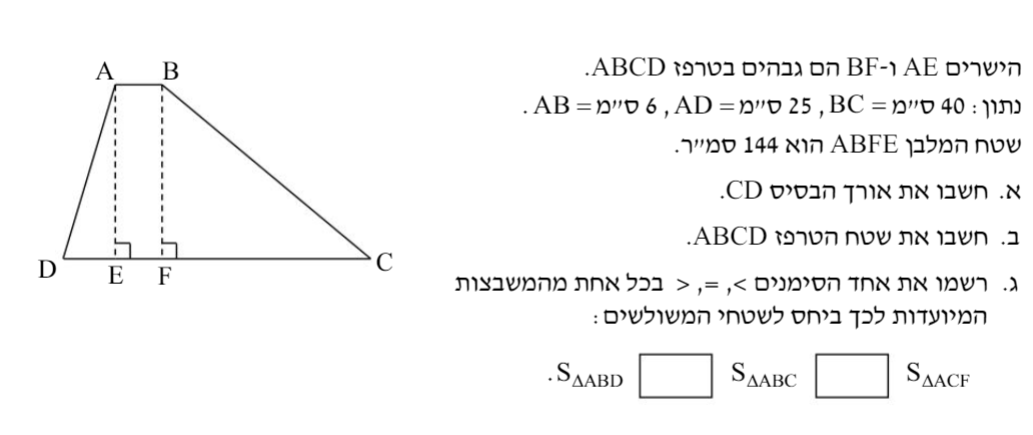 הישרים AE ו-BF הם גבהים בטרפז ABCD.
נתון : 40 ס״מ = BC , 25 ס״מ = AD , 6 ס״מ = AB .
שטח המלבן ABFE הוא 144 סמ״ר.
א. חשבו את אורך הבסיס CD.
ב. חשבו את שטח הטרפז ABCD.
ג. רשמו את אחד הסימנים >, =, < בכל אחת מהמשבצות
המיועדות לכך ביחס לשטחי המשולשים :
S∆ACF S∆ABC S∆ABD .
A B
D E F C